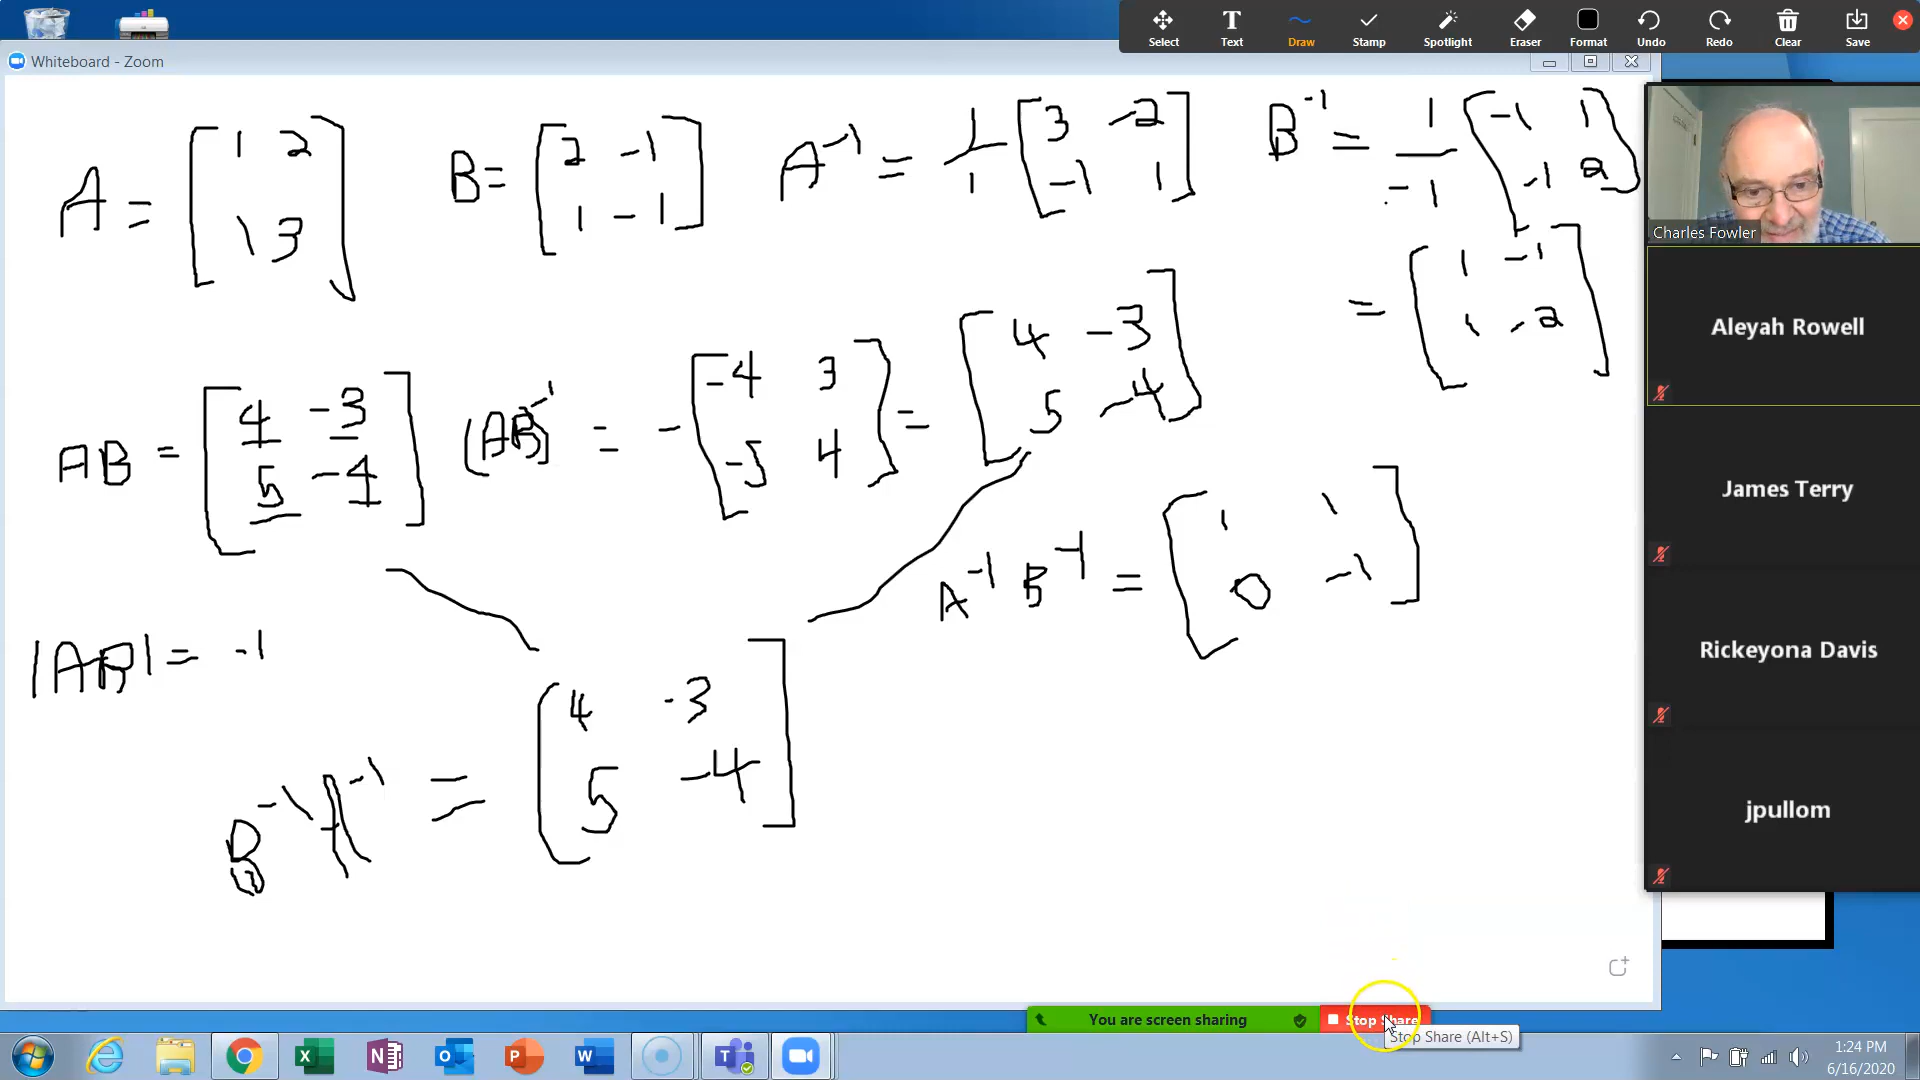 Select Text Draw Stamp Spotlight Eraser Format Undo Redo Clear Save
Whiteboard - Zoom
A = [1 2
1 3]
B = [2 -1
1 -1]
A⁻¹ = 1/1 [3 -2
-1 1]
B⁻¹ = 1/-1 [-1 1
-1 2]
= [1 -1
1 -2]
AB = [4 -3
5 -4]
(AB)⁻¹ = - [-4 3
-5 4] = [4 -3
5 -4]
A⁻¹ B⁻¹ = [1 1
0 -1]
|AB| = -1
B⁻¹A⁻¹ = [4 -3
5 -4]
Charles Fowler
Aleyah Rowell
James Terry
Rickeyona Davis
jpullom
You are screen sharing
Stop Share
Stop Share (Alt+S)
1:24 PM
6/16/2020